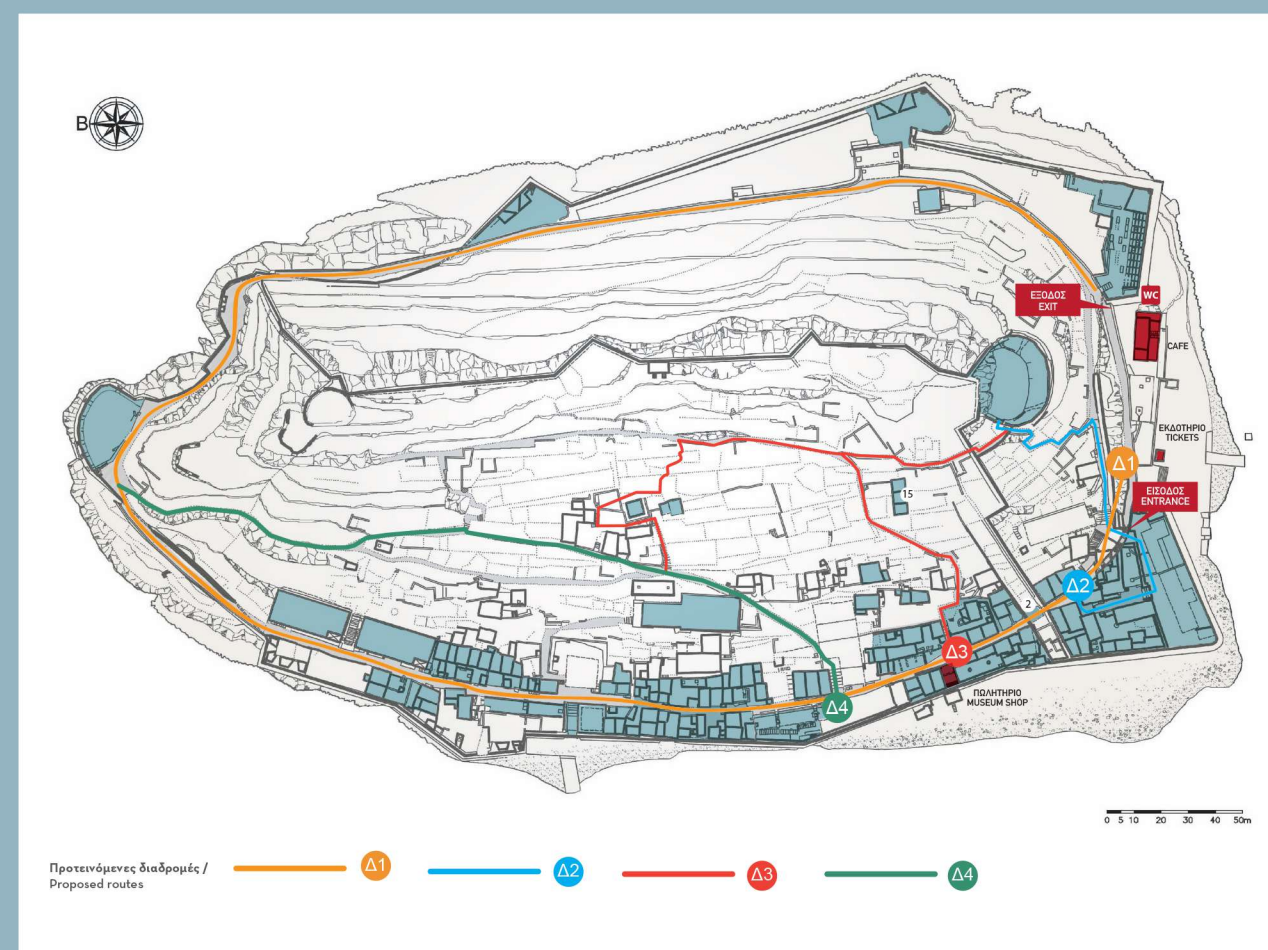 Β
ΕΞΟΔΟΣ
EXIT
WC
CAFE
ΕΚΔΟΤΗΡΙΟ
TICKETS
Δ1
ΕΙΣΟΔΟΣ
ENTRANCE
15
Δ2
2
Δ3
ΠΩΛΗΤΗΡΙΟ
MUSEUM SHOP
Δ4
0 5 10 20 30 40 50m
Προτεινόμενες διαδρομές /
Proposed routes
Δ1
Δ2
Δ3
Δ4